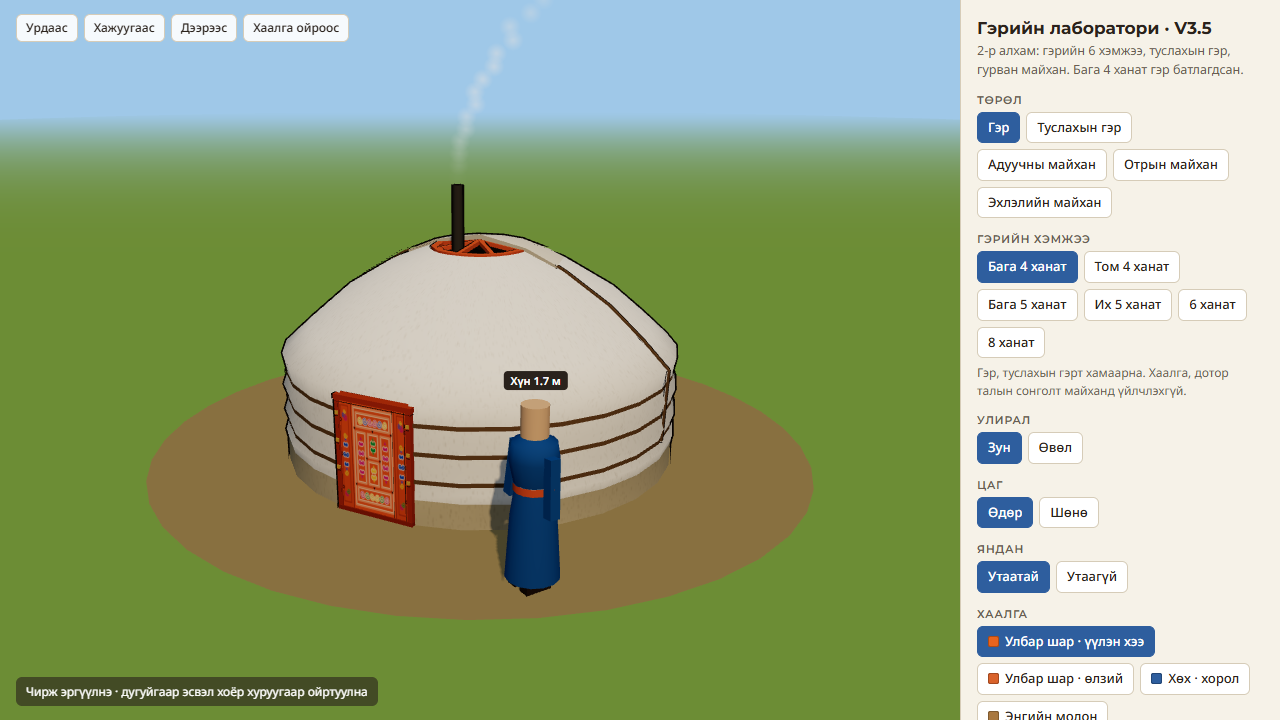 Урдаас
Хажуугаас
Дээрээс
Хаалга ойроос
Хүн 1.7 м
Чирж эргүүлнэ · дугуйгаар эсвэл хоёр хуруугаар ойртуулна
Гэрийн лаборатори · V3.5
2-р алхам: гэрийн 6 хэмжээ, туслахын гэр,
гурван майхан. Бага 4 ханат гэр батлагдсан.
ТӨРӨЛ
Гэр
Туслахын гэр
Адуучны майхан
Отрын майхан
Эхлэлийн майхан
ГЭРИЙН ХЭМЖЭЭ
Бага 4 ханат
Том 4 ханат
Бага 5 ханат
Их 5 ханат
6 ханат
8 ханат
Гэр, туслахын гэрт хамаарна. Хаалга, дотор
талын сонголт майханд үйлчлэхгүй.
УЛИРАЛ
Зун
Өвөл
ЦАГ
Өдөр
Шөнө
ЯНДАН
Утаатай
Утаагүй
ХААЛГА
Улбар шар · үүлэн хээ
Улбар шар · өлзий
Хөх · хорол
Энгийн модон